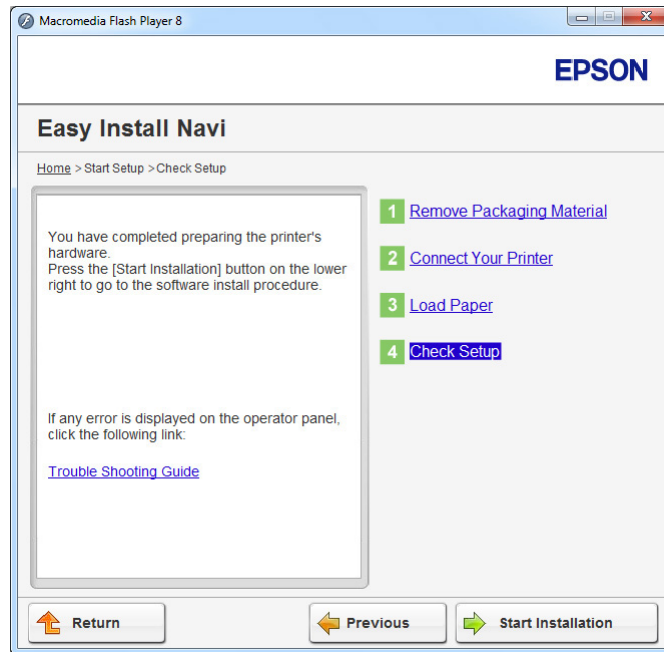 Macromedia Flash Player 8
EPSON
Easy Install Navi
Home > Start Setup >Check Setup
You have completed preparing the printer's
hardware.
Press the [Start Installation] button on the lower
right to go to the software install procedure.
If any error is displayed on the operator panel,
click the following link:
Trouble Shooting Guide
1 Remove Packaging Material
2 Connect Your Printer
3 Load Paper
4 Check Setup
Return
Previous
Start Installation